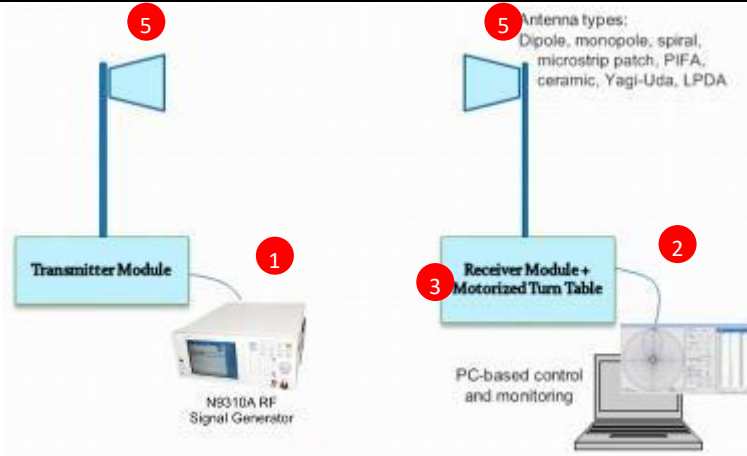 5
5
Antenna types:
Dipole, monopole, spiral,
microstrip patch, PIFA,
ceramic, Yagi-Uda, LPDA
Transmitter Module
1
2
3
Receiver Module +
Motorized Turn Table
N9310A RF
Signal Generator
PC-based control
and monitoring